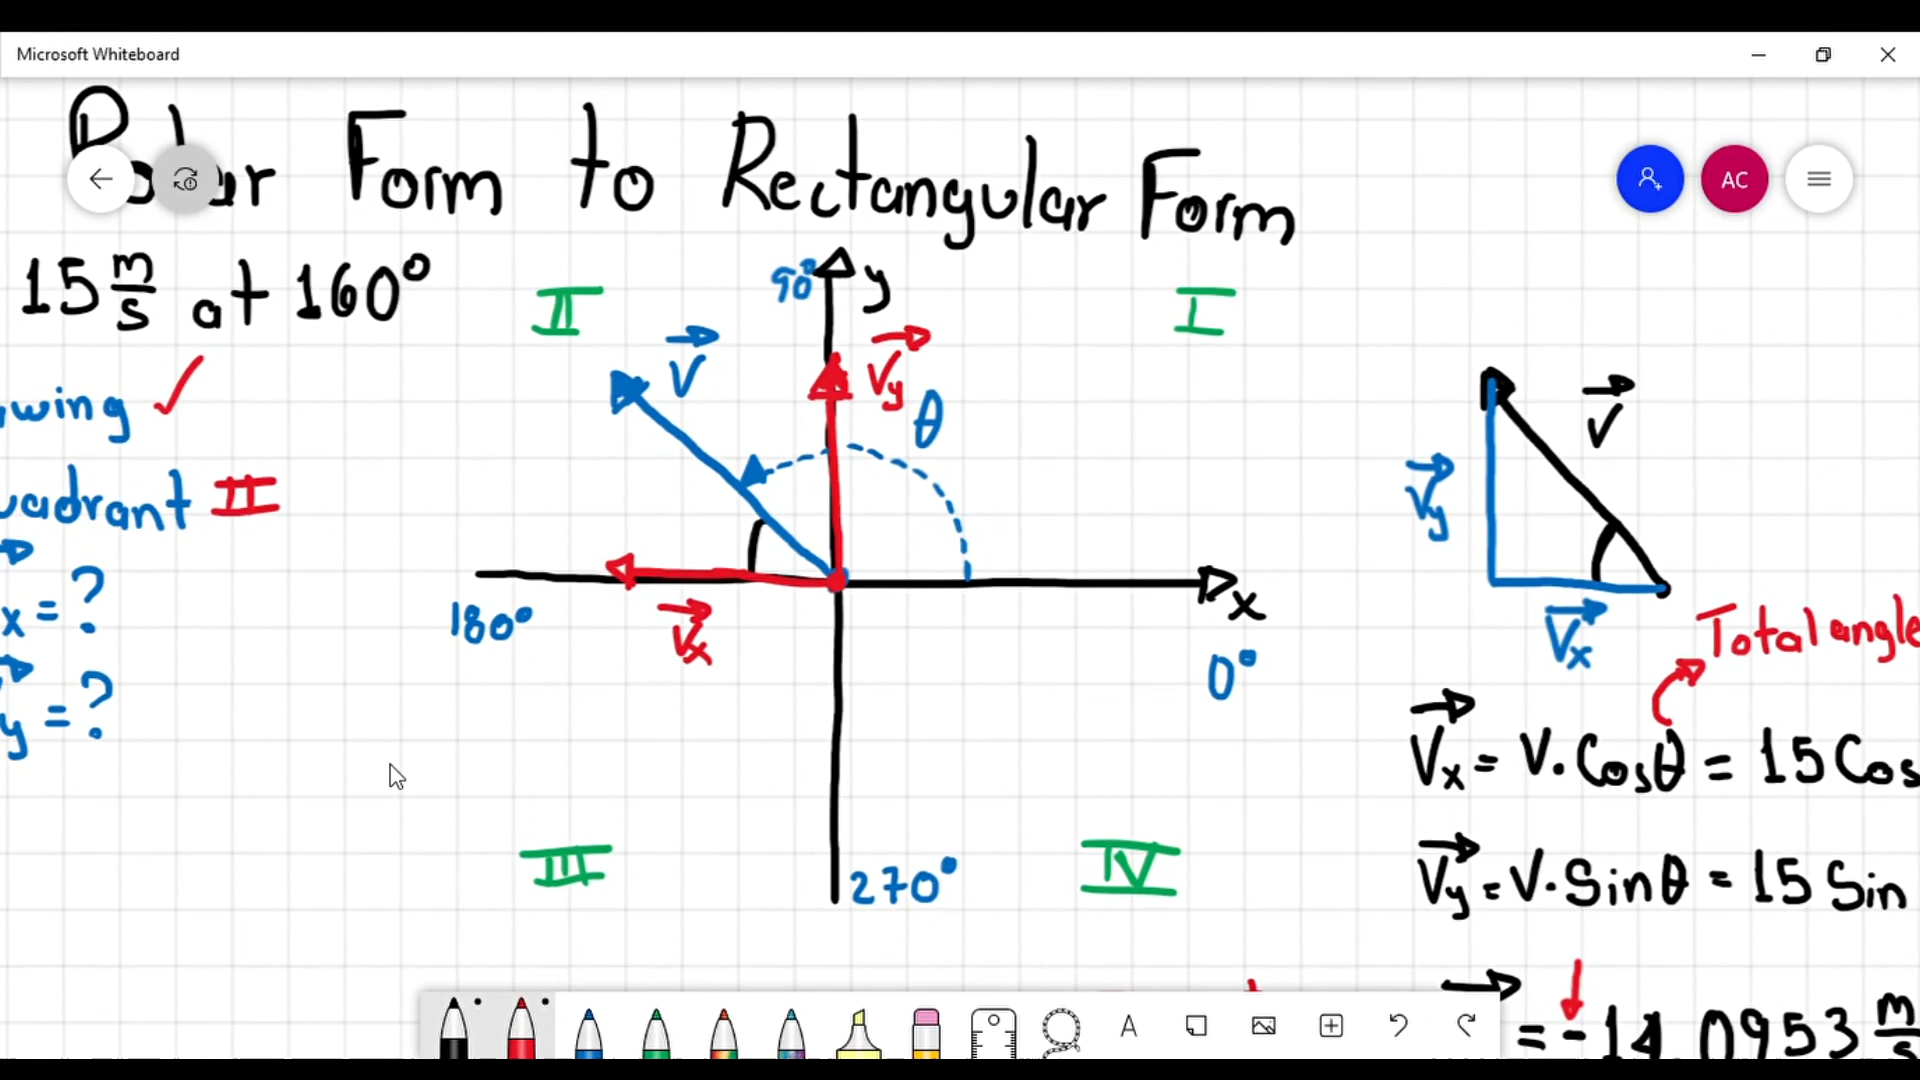 Microsoft Whiteboard
Polar Form to Rectangular Form
AC
15 m/s at 160°
II
90°
y
I
V
Vy
θ
V
wing ✓
Vy
uadrant II
x = ?
180°
Vx
x
0°
Vx
Total angle
y = ?
Vx = V. Cosθ = 15 Cos
III
270°
IV
Vy = V. Sinθ = 15 Sin
= -14.0953 m/s
A